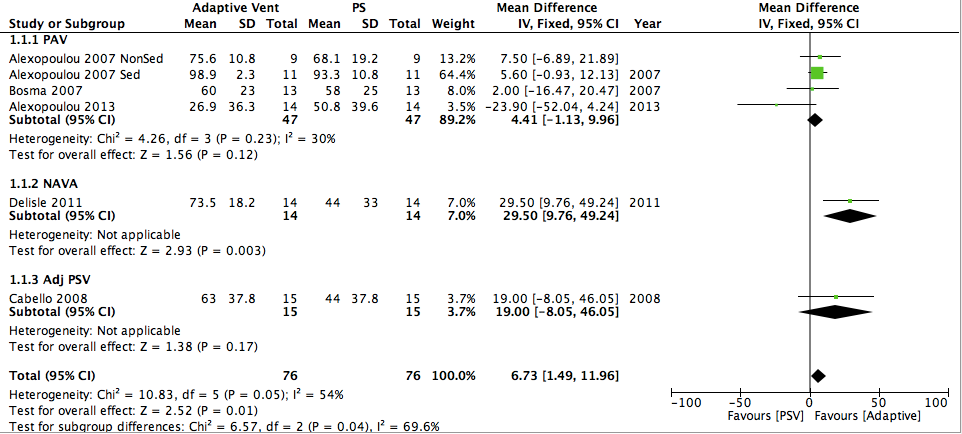 Adaptive Vent PS Mean Difference Mean Difference
Study or Subgroup Mean SD Total Mean SD Total Weight IV, Fixed, 95% CI Year IV, Fixed, 95% CI
1.1.1 PAV
Alexopoulou 2007 NonSed 75.6 10.8 9 68.1 19.2 9 13.2% 7.50 [-6.89, 21.89]
Alexopoulou 2007 Sed 98.9 2.3 11 93.3 10.8 11 64.4% 5.60 [-0.93, 12.13] 2007
Bosma 2007 60 23 13 58 25 13 8.0% 2.00 [-16.47, 20.47] 2007
Alexopoulou 2013 26.9 36.3 14 50.8 39.6 14 3.5% -23.90 [-52.04, 4.24] 2013
Subtotal (95% CI) 47 47 89.2% 4.41 [-1.13, 9.96]
Heterogeneity: Chi² = 4.26, df = 3 (P = 0.23); I² = 30%
Test for overall effect: Z = 1.56 (P = 0.12)
1.1.2 NAVA
Delisle 2011 73.5 18.2 14 44 33 14 7.0% 29.50 [9.76, 49.24] 2011
Subtotal (95% CI) 14 14 7.0% 29.50 [9.76, 49.24]
Heterogeneity: Not applicable
Test for overall effect: Z = 2.93 (P = 0.003)
1.1.3 Adj PSV
Cabello 2008 63 37.8 15 44 37.8 15 3.7% 19.00 [-8.05, 46.05] 2008
Subtotal (95% CI) 15 15 3.7% 19.00 [-8.05, 46.05]
Heterogeneity: Not applicable
Test for overall effect: Z = 1.38 (P = 0.17)
Total (95% CI) 76 76 100.0% 6.73 [1.49, 11.96]
Heterogeneity: Chi² = 10.83, df = 5 (P = 0.05); I² = 54%
Test for overall effect: Z = 2.52 (P = 0.01)
Test for subgroup differences: Chi² = 6.57, df = 2 (P = 0.04), I² = 69.6%
-100 -50 0 50 100
Favours [PSV] Favours [Adaptive]